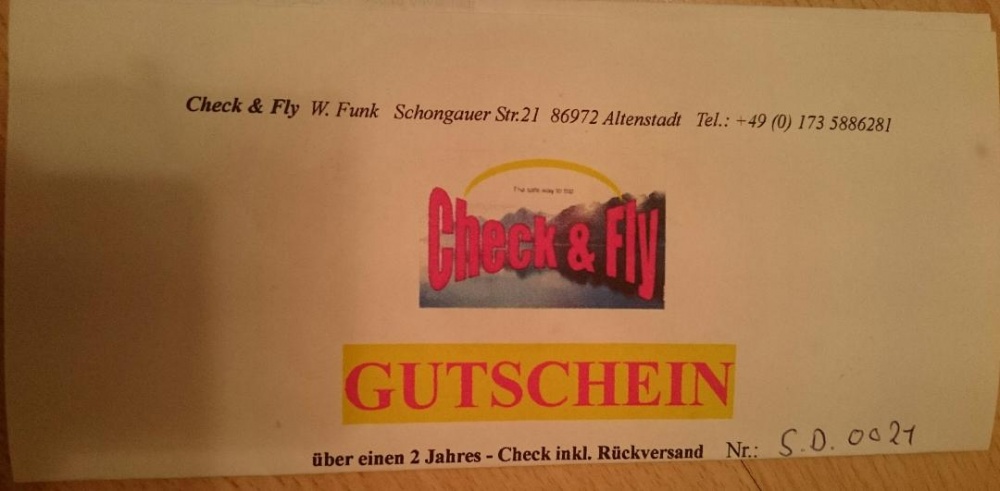 Check & Fly W. Funk Schongauer Str.21 86972 Altenstadt Tel.: +49 (0) 173 5886281
The safe way to top
Check & Fly
GUTSCHEIN
über einen 2 Jahres - Check inkl. Rückversand Nr.: S.D. 0021